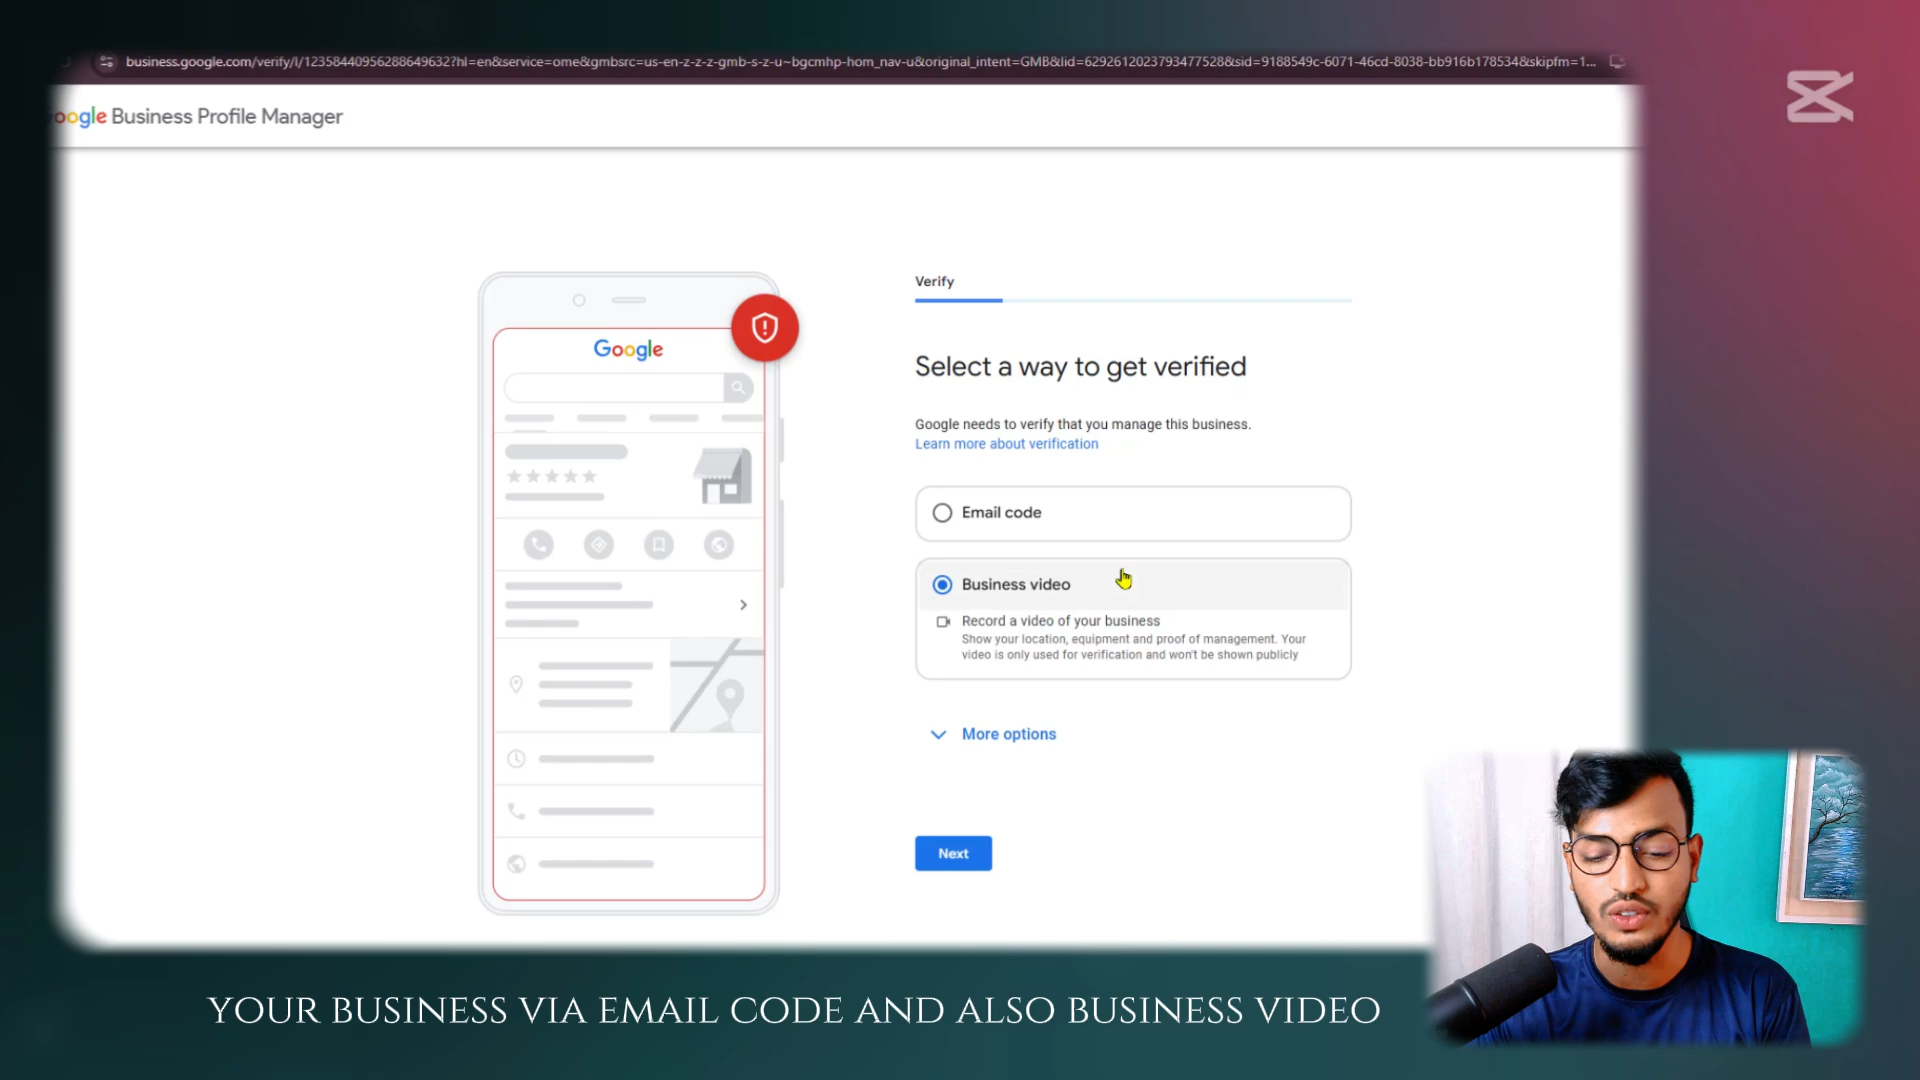 business.google.com/verify/l/12358440956288649632?hl=en&service=ome&gmbsrc=us-en-z-z-z-gmb-s-z-u~bgcmhp-hom_nav-u&original_intent=GMB&lid=6292612023793477528&sid=9188549c-6071-46cd-8038-bb916b178534&skipfm=1...
oogle Business Profile Manager
Google
Verify
Select a way to get verified
Google needs to verify that you manage this business.
Learn more about verification
Email code
Business video
Record a video of your business
Show your location, equipment and proof of management. Your
video is only used for verification and won't be shown publicly
More options
Next
YOUR BUSINESS VIA EMAIL CODE AND ALSO BUSINESS VIDEO